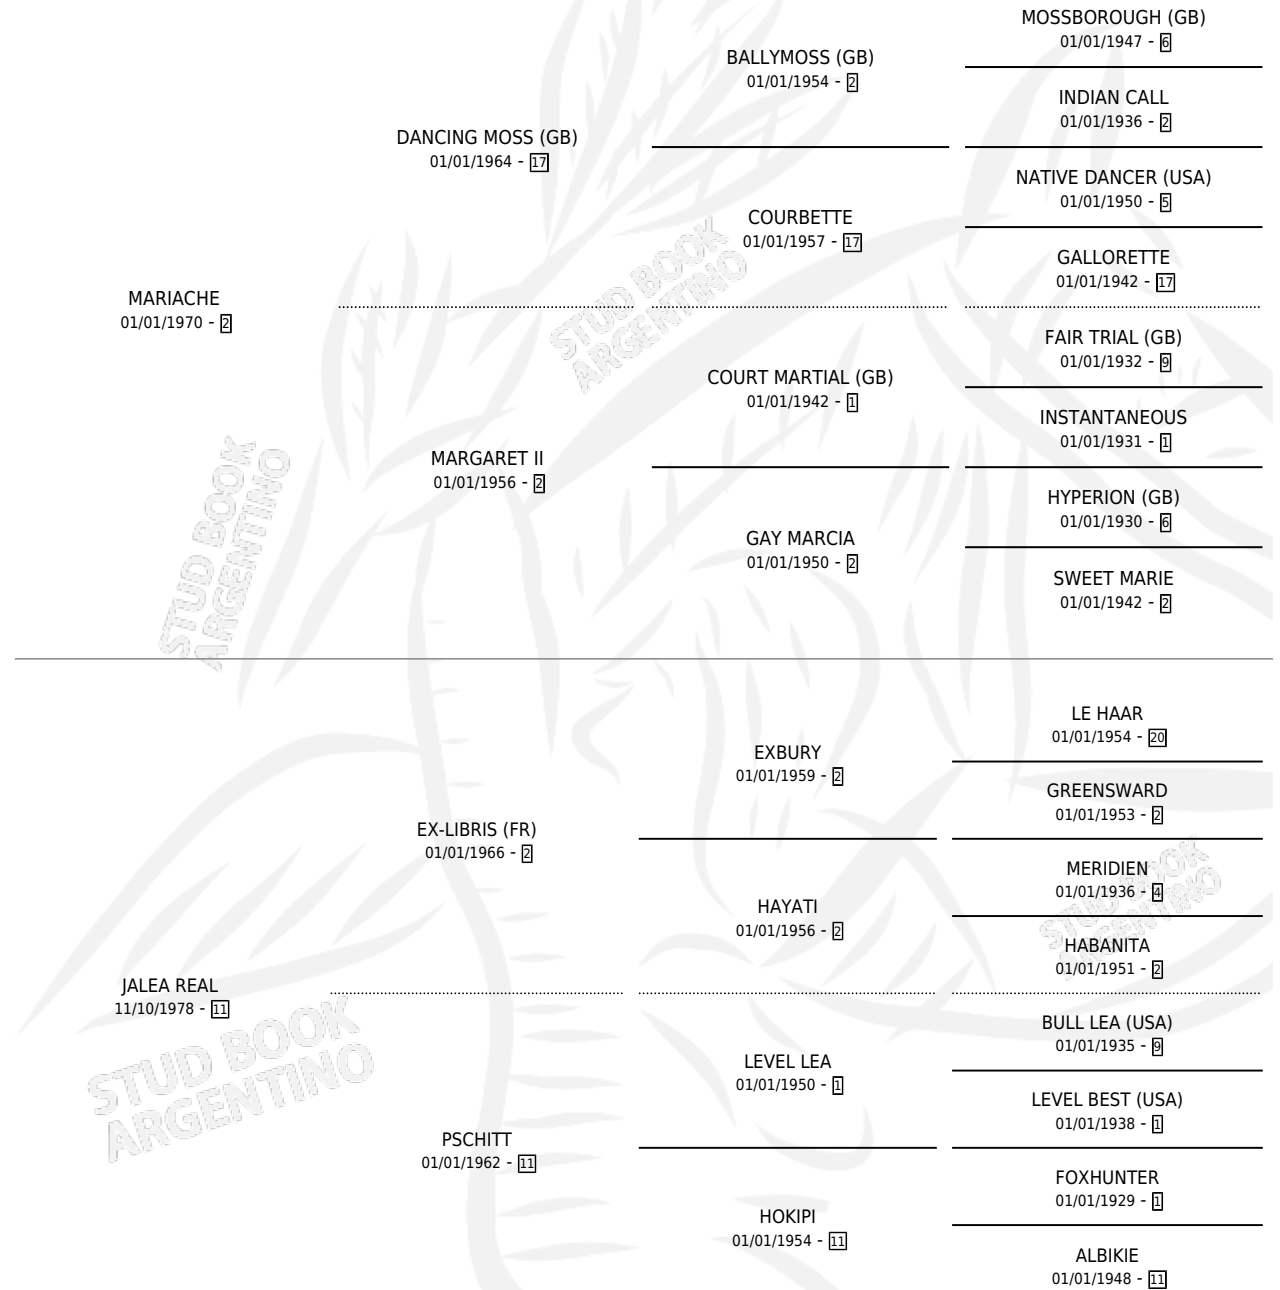 MOSSBOROUGH (GB)
01/01/1947 - 6
BALLYMOSS (GB)
01/01/1954 - 2
INDIAN CALL
01/01/1936 - 2
DANCING MOSS (GB)
01/01/1964 - 17
NATIVE DANCER (USA)
01/01/1950 - 5
COURBETTE
01/01/1957 - 17
GALLORETTE
01/01/1942 - 17
MARIACHE
01/01/1970 - 2
FAIR TRIAL (GB)
01/01/1932 - 9
COURT MARTIAL (GB)
01/01/1942 - 1
INSTANTANEOUS
01/01/1931 - 1
MARGARET II
01/01/1956 - 2
HYPERION (GB)
01/01/1930 - 6
GAY MARCIA
01/01/1950 - 2
SWEET MARIE
01/01/1942 - 2
LE HAAR
01/01/1954 - 20
EXBURY
01/01/1959 - 2
GREENSWARD
01/01/1953 - 2
EX-LIBRIS (FR)
01/01/1966 - 2
MERIDIEN
01/01/1936 - 4
HAYATI
01/01/1956 - 2
HABANITA
01/01/1951 - 2
JALEA REAL
11/10/1978 - 11
BULL LEA (USA)
01/01/1935 - 9
LEVEL LEA
01/01/1950 - 1
LEVEL BEST (USA)
01/01/1938 - 1
PSCHITT
01/01/1962 - 11
FOXHUNTER
01/01/1929 - 1
HOKIPI
01/01/1954 - 11
ALBIKIE
01/01/1948 - 11
STUD BOOK
ARGENTINO
STUD BOOK
ARGENTINO
STUD BOOK
ARGENTINO
STUD BOOK
ARGENTINO